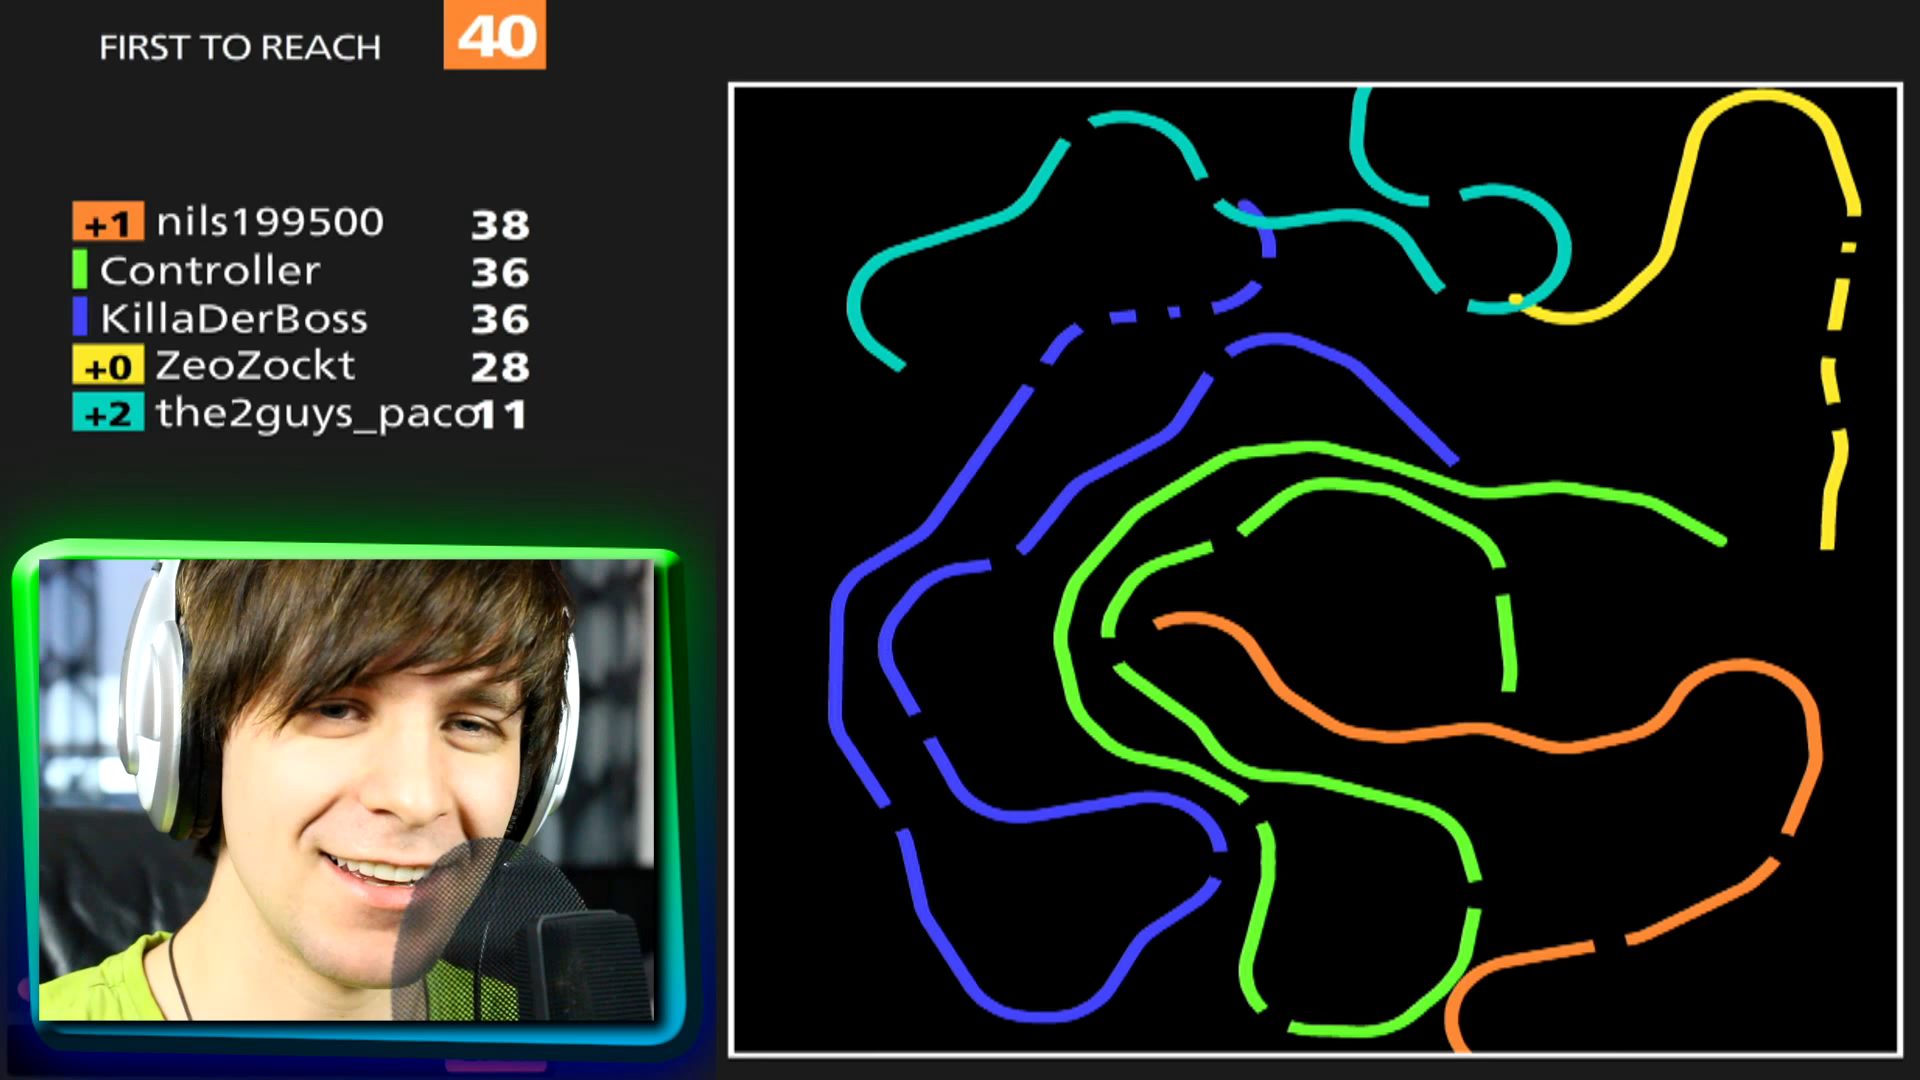 FIRST TO REACH 40
+1 nils199500 38
Controller 36
KillaDerBoss 36
+0 ZeoZockt 28
+2 the2guys_paco 11